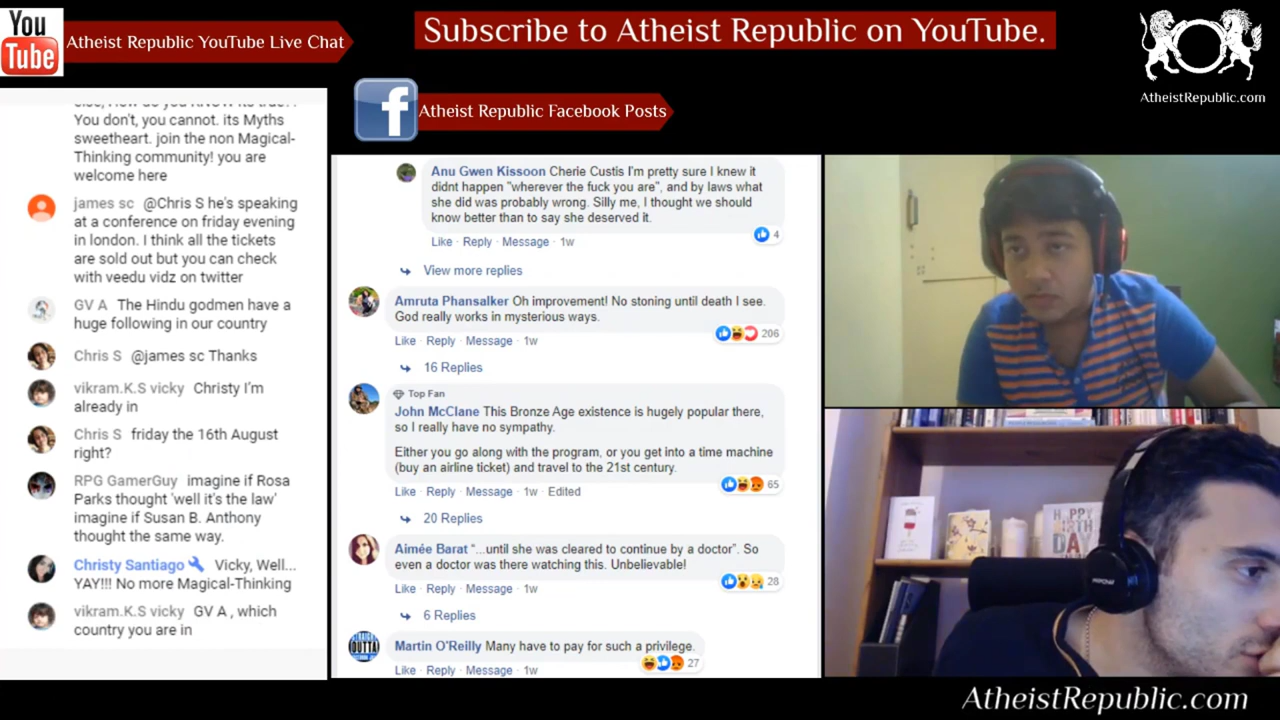 You
Tube
Atheist Republic YouTube Live Chat
Subscribe to Atheist Republic on YouTube.
AtheistRepublic.com
f
Atheist Republic Facebook Posts
You don't, you cannot. its Myths
sweetheart. join the non Magical-
Thinking community! you are
welcome here
james sc @Chris S he's speaking
at a conference on friday evening
in london. I think all the tickets
are sold out but you can check
with veedu vidz on twitter
GV A The Hindu godmen have a
huge following in our country
Chris S @james sc Thanks
vikram.K.S vicky Christy I'm
already in
Chris S friday the 16th August
right?
RPG GamerGuy imagine if Rosa
Parks thought 'well it's the law'
imagine if Susan B. Anthony
thought the same way.
Christy Santiago Vicky, Well...
YAY!!! No more Magical-Thinking
vikram.K.S vicky GV A , which
country you are in
Anu Gwen Kissoon Cherie Custis I'm pretty sure I knew it
didnt happen "wherever the fuck you are", and by laws what
she did was probably wrong. Silly me, I thought we should
know better than to say she deserved it.
4
Like · Reply · Message · 1w
View more replies
Amruta Phansalker Oh improvement! No stoning until death I see.
God really works in mysterious ways.
206
Like · Reply · Message · 1w
16 Replies
Top Fan
John McClane This Bronze Age existence is hugely popular there,
so I really have no sympathy.
Either you go along with the program, or you get into a time machine
(buy an airline ticket) and travel to the 21st century.
65
Like · Reply · Message · 1w · Edited
20 Replies
Aimée Barat "...until she was cleared to continue by a doctor". So
even a doctor was there watching this. Unbelievable!
28
Like · Reply · Message · 1w
6 Replies
OUTTA
Martin O'Reilly Many have to pay for such a privilege.
27
Like · Reply · Message · 1w
HAPPY
BIRTH
DAY
AtheistRepublic.com